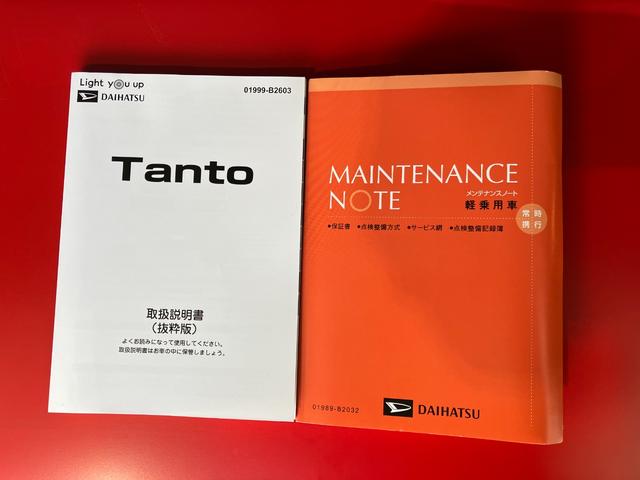 Light you up
DAIHATSU
01999-B2603
Tanto
取扱説明書
(抜粋版)
よくお読みになって使用してください。
取扱説明書はお車の中に保管しましょう。
MAINTENANCE
NOTE
メンテナンスノート
軽乗用車
常時
携行
●保証書 ●点検整備方式 ●サービス網 ●点検整備記録簿
01989-B2032
DAIHATSU